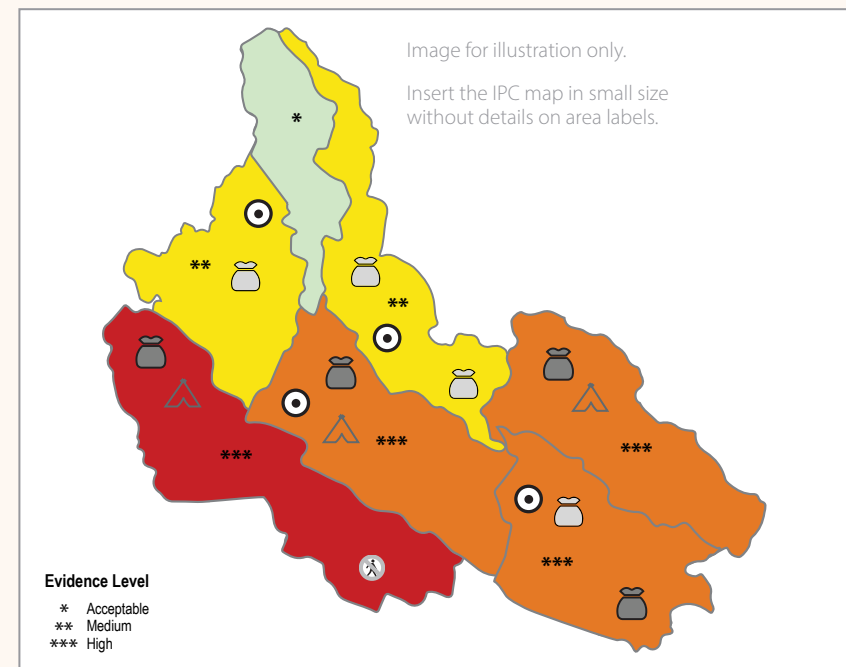 Image for illustration only.
Insert the IPC map in small size
without details on area labels.
*
**
**
***
***
***
***
Evidence Level
* Acceptable
** Medium
*** High